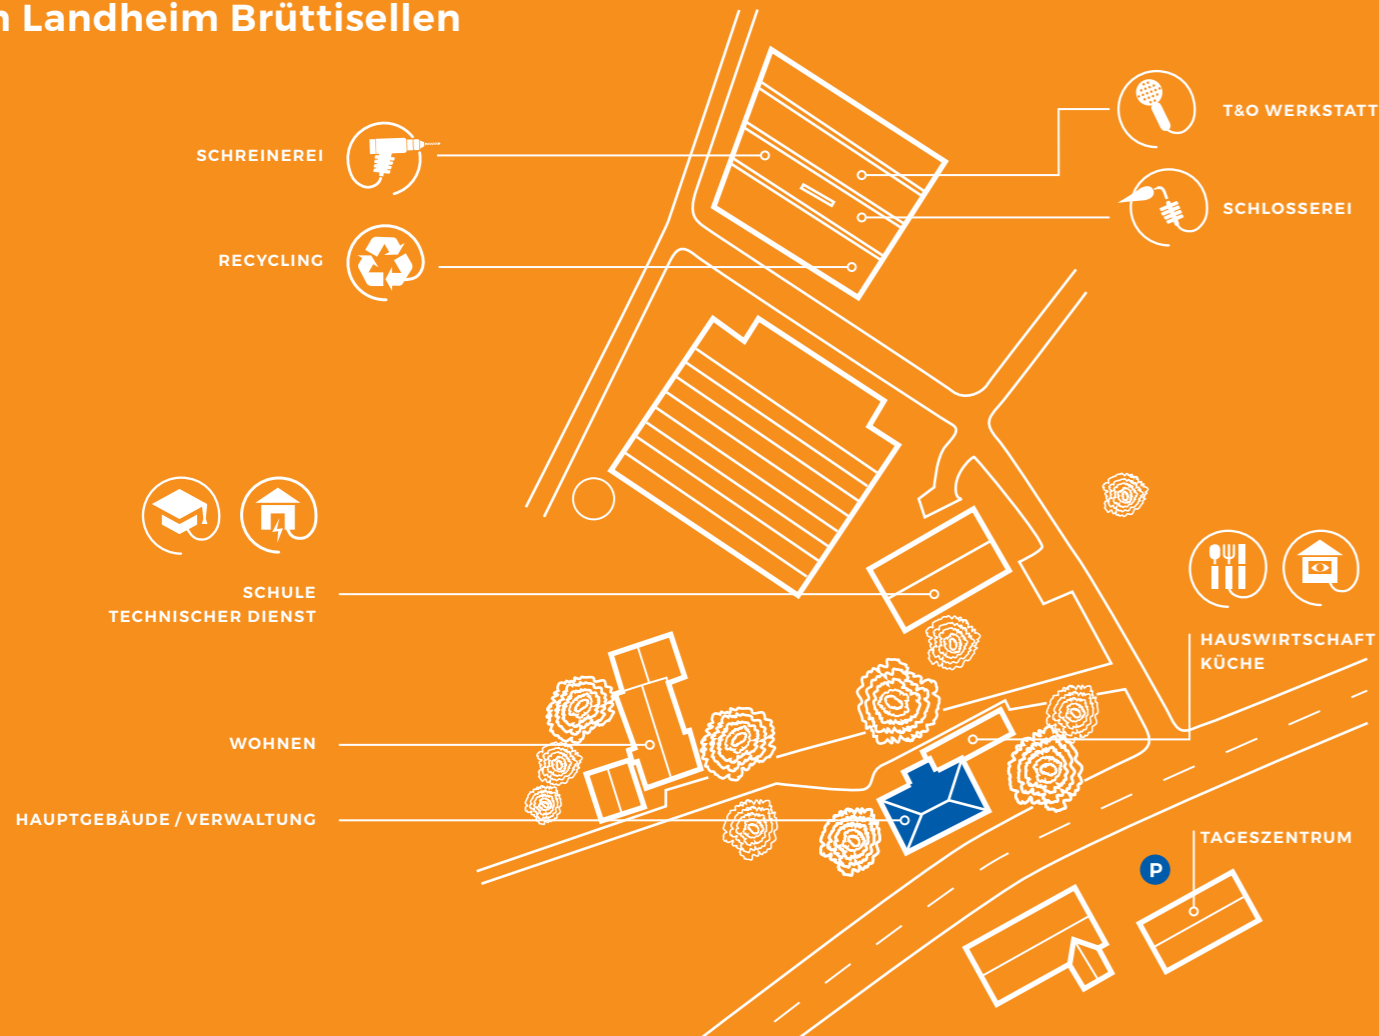 n Landheim Brüttisellen
T&O WERKSTATT
SCHREINEREI
SCHLOSSEREI
RECYCLING
SCHULE
TECHNISCHER DIENST
HAUSWIRTSCHAFT
KÜCHE
WOHNEN
HAUPTGEBÄUDE / VERWALTUNG
TAGESZENTRUM
P